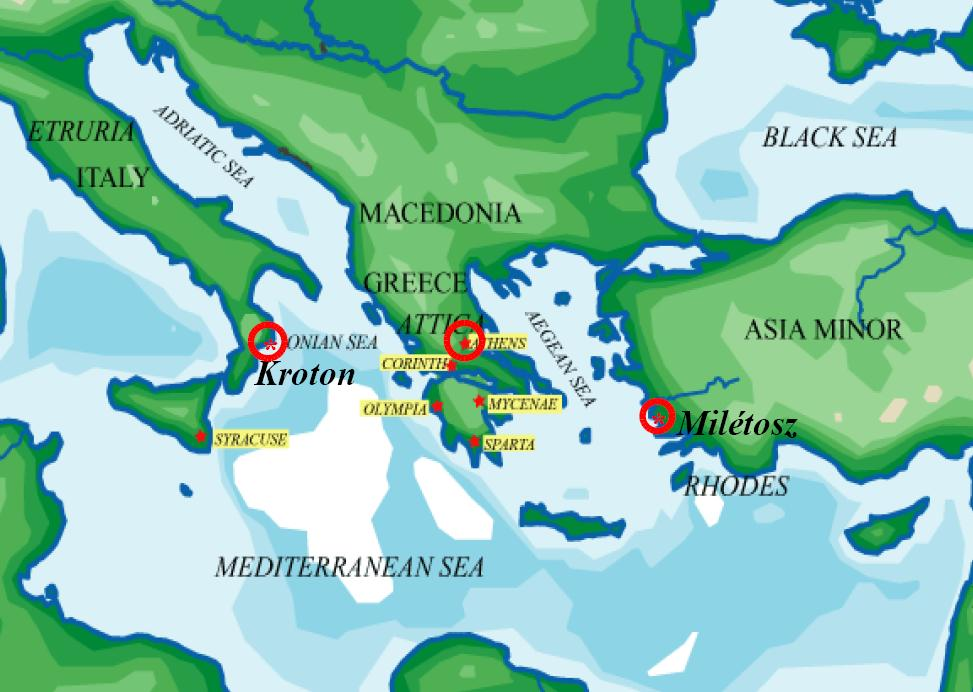 ETRURIA
ITALY
ADRIATIC SEA
BLACK SEA
MACEDONIA
GREECE
ATTICA
ATHENS
IONIAN SEA
CORINTH
Kroton
AEGEAN SEA
ASIA MINOR
OLYMPIA
MYCENAE
Milétosz
SYRACUSE
SPARTA
RHODES
MEDITERRANEAN SEA